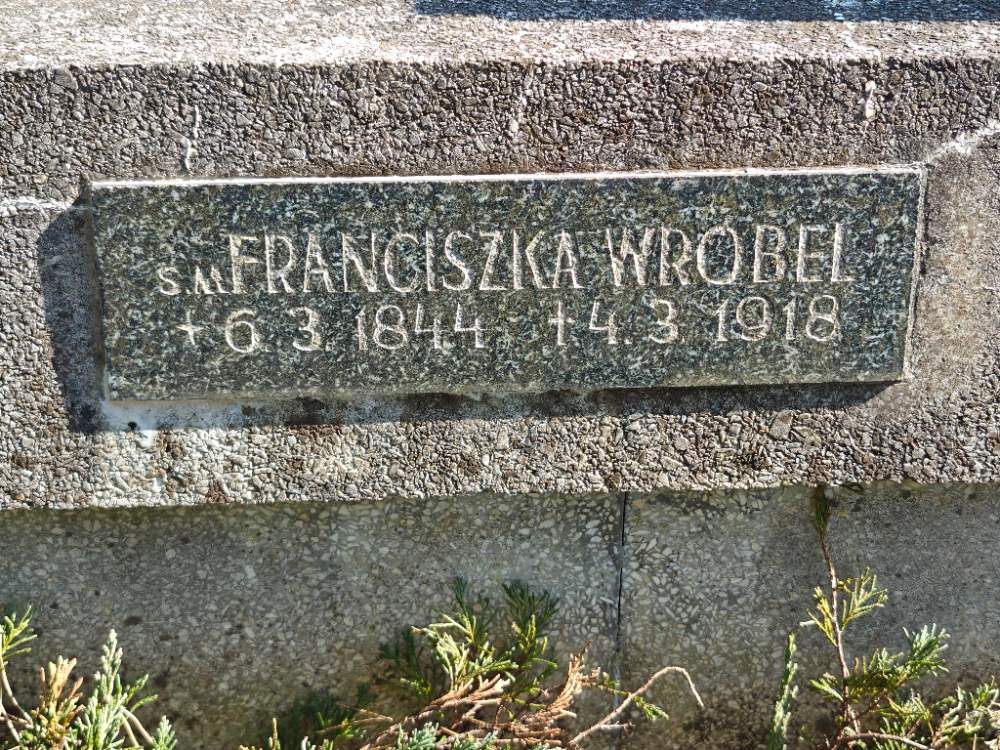 S.M FRANCISZKA WRÓBEL
+ 6. 3. 1844 † 4. 3. 1918